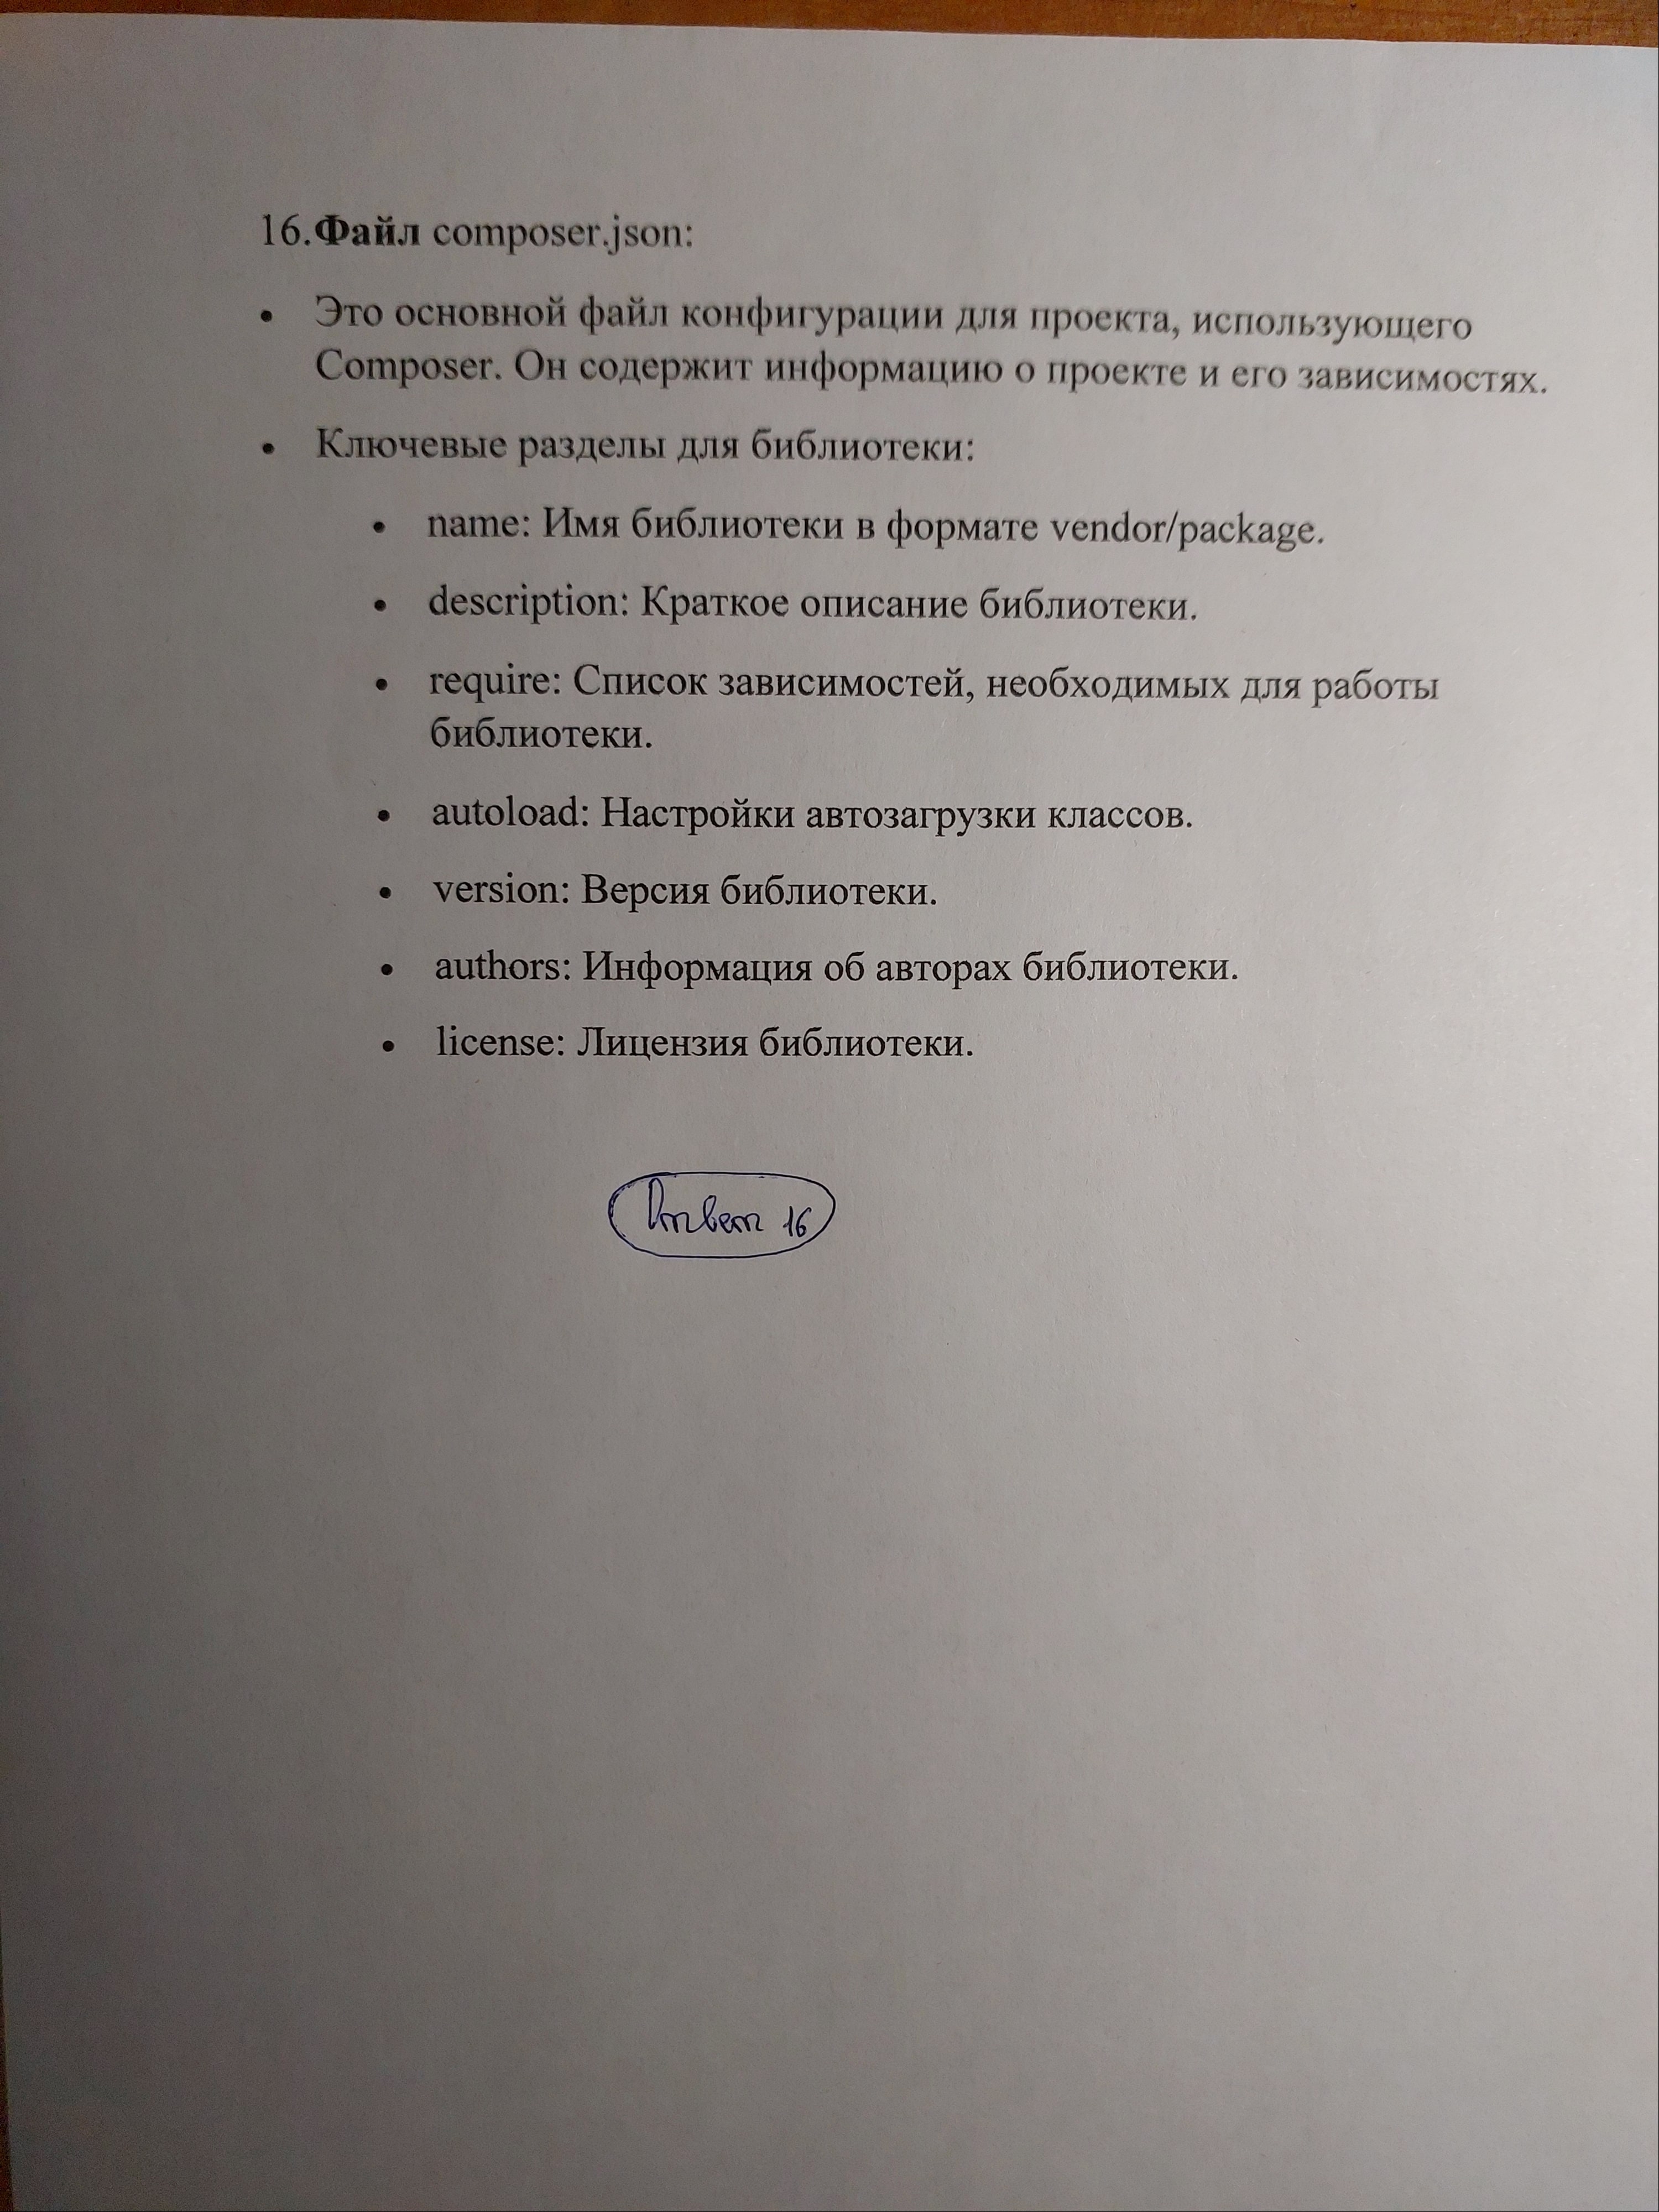 16.Файл composer.json:
• Это основной файл конфигурации для проекта, использующего
Composer. Он содержит информацию о проекте и его зависимостях.
• Ключевые разделы для библиотеки:
• name: Имя библиотеки в формате vendor/package.
• description: Краткое описание библиотеки.
• require: Список зависимостей, необходимых для работы
библиотеки.
• autoload: Настройки автозагрузки классов.
• version: Версия библиотеки.
• authors: Информация об авторах библиотеки.
• license: Лицензия библиотеки.
Ответ 16